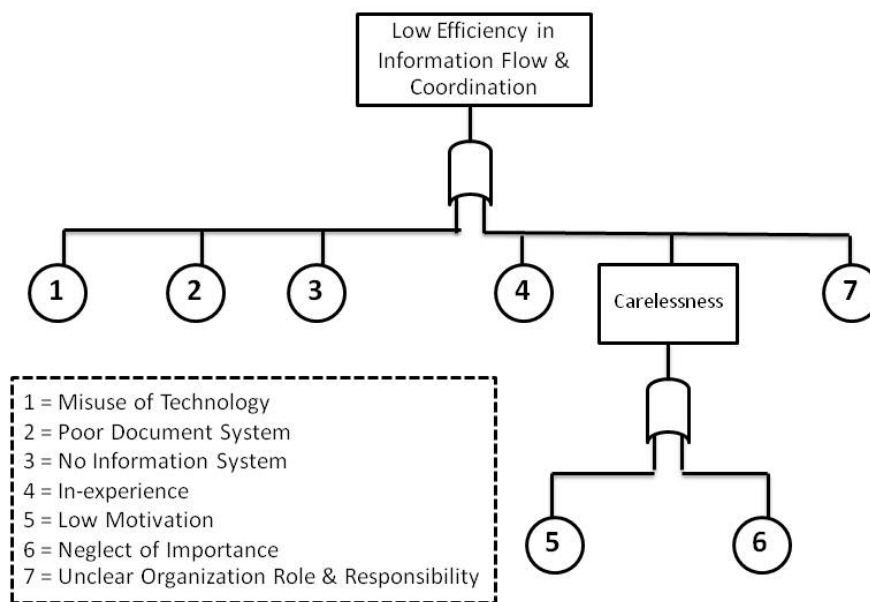 Low Efficiency in
Information Flow &
Coordination
1
2
3
4
Carelessness
7
5
6
1 = Misuse of Technology
2 = Poor Document System
3 = No Information System
4 = In-experience
5 = Low Motivation
6 = Neglect of Importance
7 = Unclear Organization Role & Responsibility